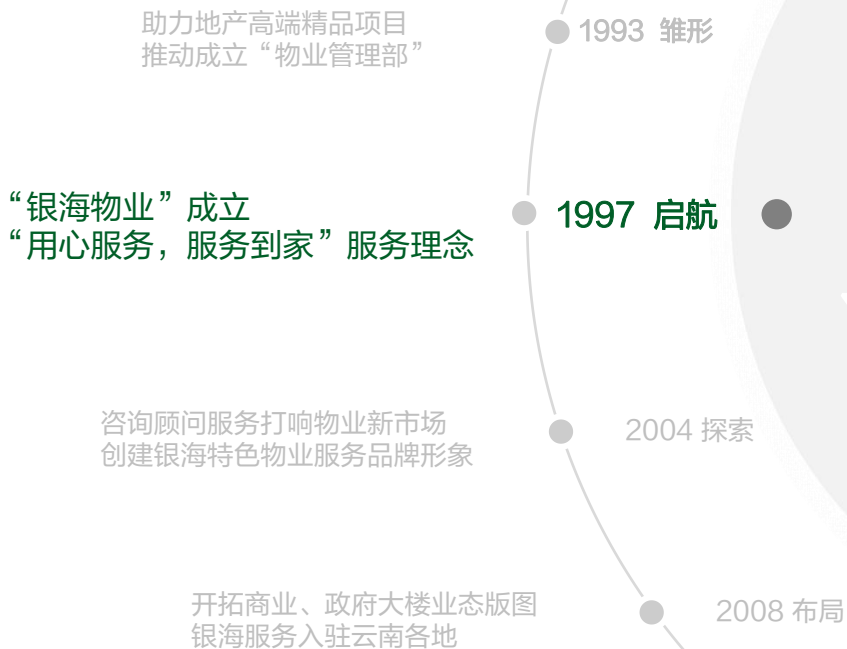 助力地产高端精品项目
推动成立“物业管理部”
1993 雏形
“银海物业”成立
“用心服务，服务到家”服务理念
1997 启航
咨询顾问服务打响物业新市场
创建银海特色物业服务品牌形象
2004 探索
开拓商业、政府大楼业态版图
银海服务入驻云南各地
2008 布局